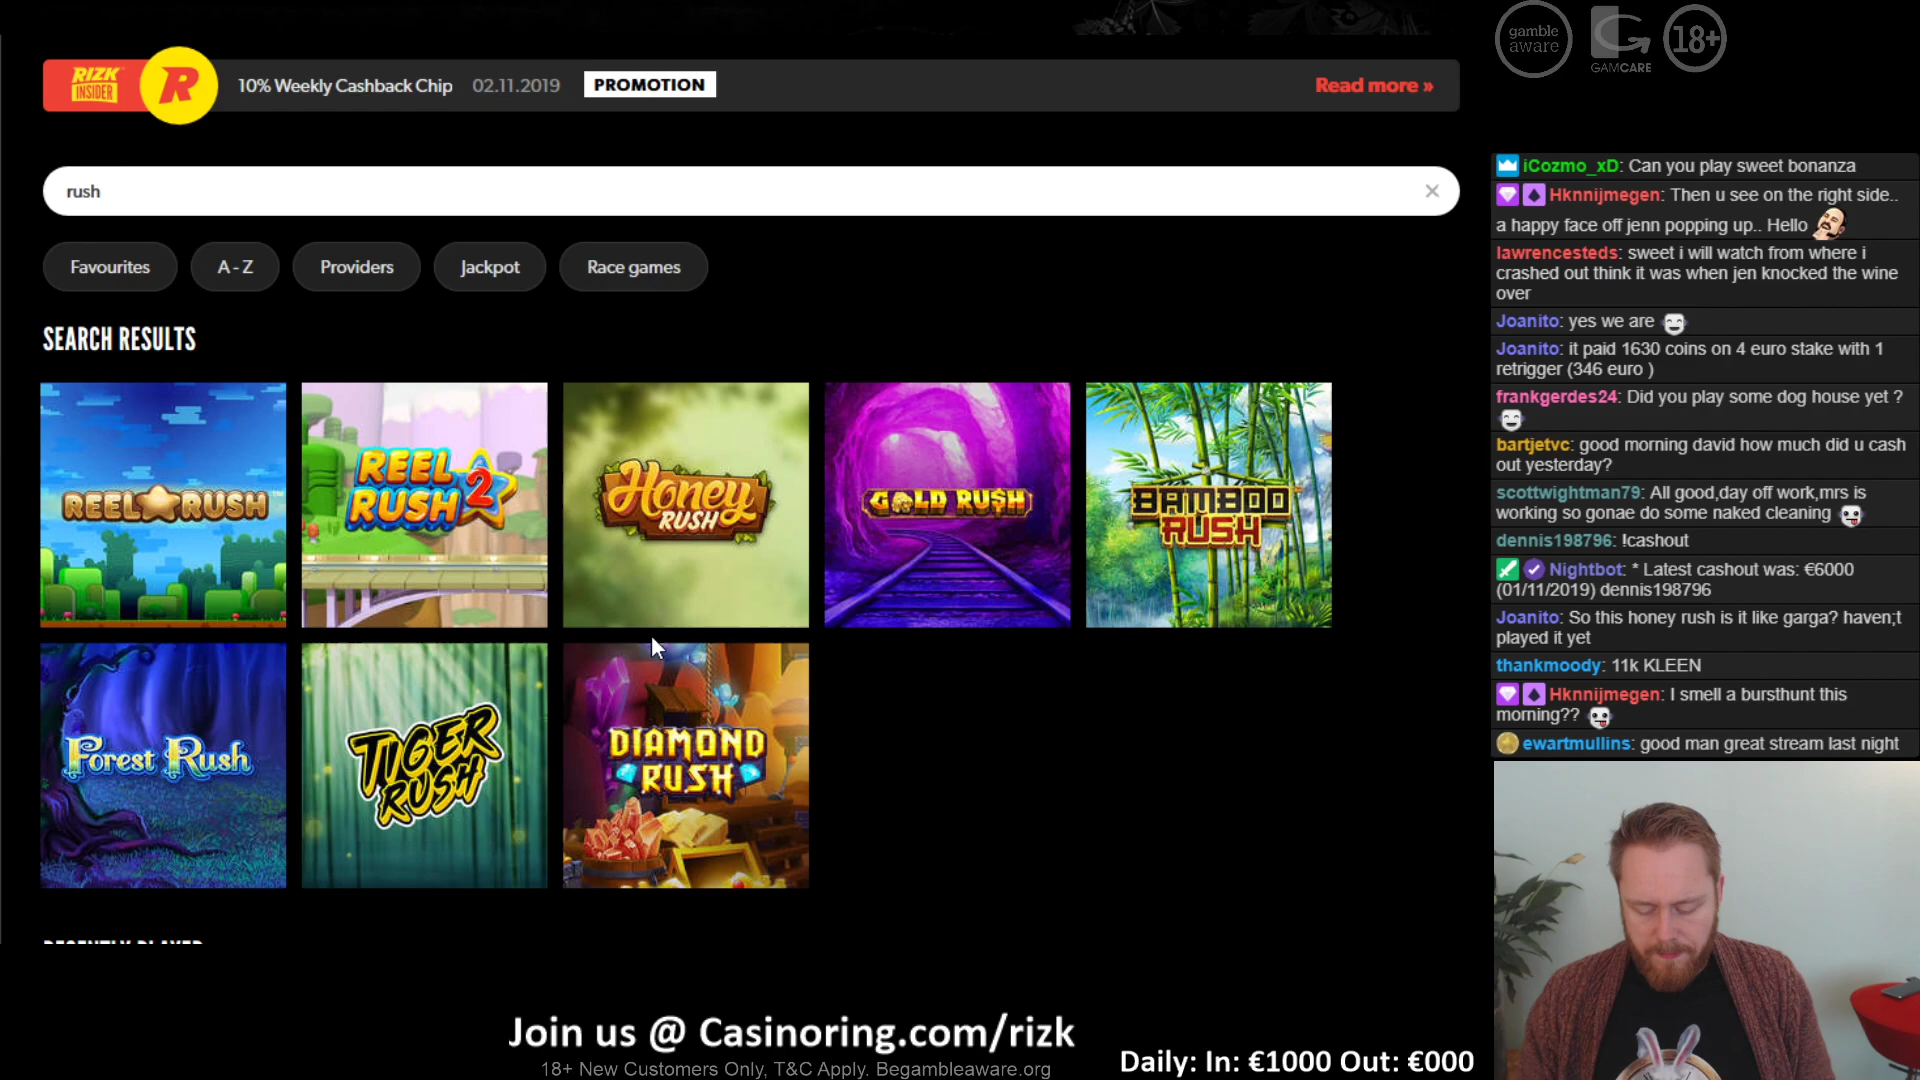 RIZK
INSIDER
R
10% Weekly Cashback Chip 02.11.2019 PROMOTION Read more »
rush
Favourites A - Z Providers Jackpot Race games
SEARCH RESULTS
REEL RUSH
REEL
RUSH 2
Honey
RUSH
GOLD RU$H
BAMBOO
RUSH
Forest Rush
TIGER
RUSH
DIAMOND
RUSH
RECENTLY PLAYED
Join us @ Casinoring.com/rizk
18+ New Customers Only, T&C Apply. Begambleaware.org
Daily: In: €1000 Out: €000
gamble
aware
GAMCARE
18+
iCozmo_xD: Can you play sweet bonanza
Hknnijmegen: Then u see on the right side..
a happy face off jenn popping up.. Hello
lawrencesteds: sweet i will watch from where i
crashed out think it was when jen knocked the wine
over
Joanito: yes we are
Joanito: it paid 1630 coins on 4 euro stake with 1
retrigger (346 euro )
frankgerdes24: Did you play some dog house yet ?
bartjetvc: good morning david how much did u cash
out yesterday?
scottwightman79: All good,day off work,mrs is
working so gonae do some naked cleaning
dennis198796: !cashout
Nightbot: * Latest cashout was: €6000
(01/11/2019) dennis198796
Joanito: So this honey rush is it like garga? haven;t
played it yet
thankmoody: 11k KLEEN
Hknnijmegen: I smell a bursthunt this
morning??
ewartmullins: good man great stream last night